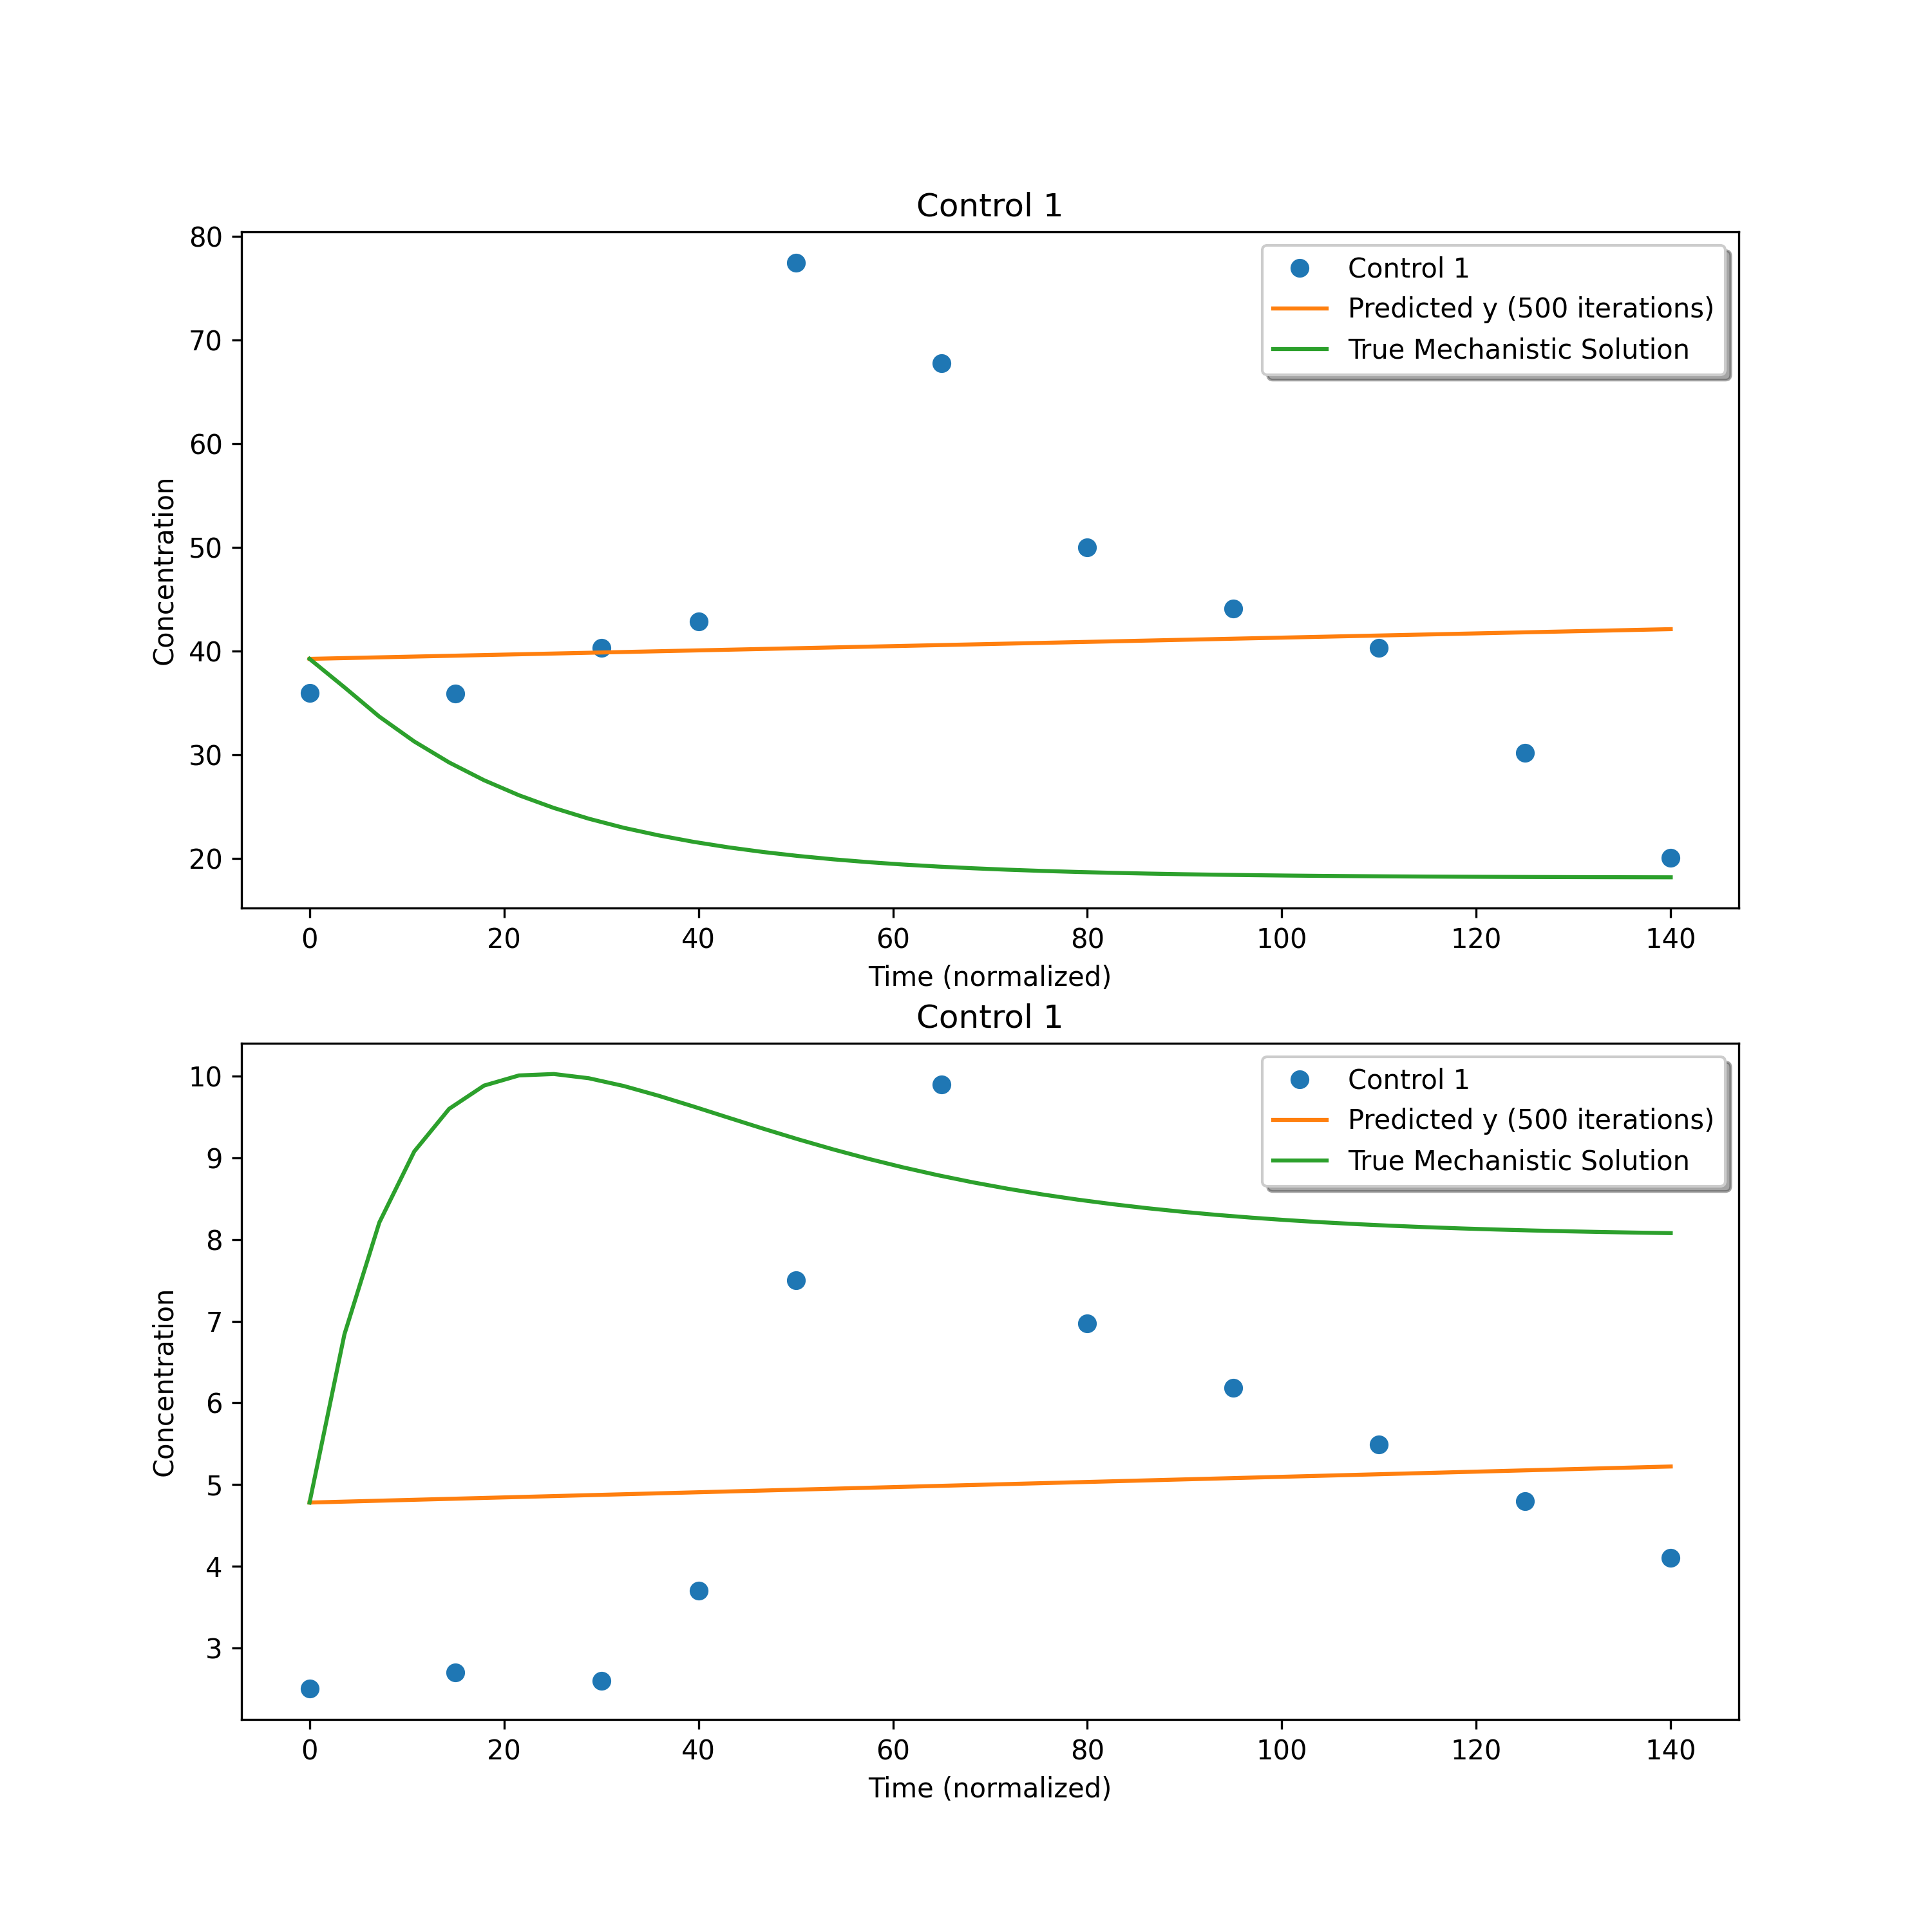 Control 1
80
70
60
50
40
30
20
Concentration
Control 1
Predicted y (500 iterations)
True Mechanistic Solution
0 20 40 60 80 100 120 140
Time (normalized)
Control 1
10
9
8
7
6
5
4
3
Concentration
Control 1
Predicted y (500 iterations)
True Mechanistic Solution
0 20 40 60 80 100 120 140
Time (normalized)